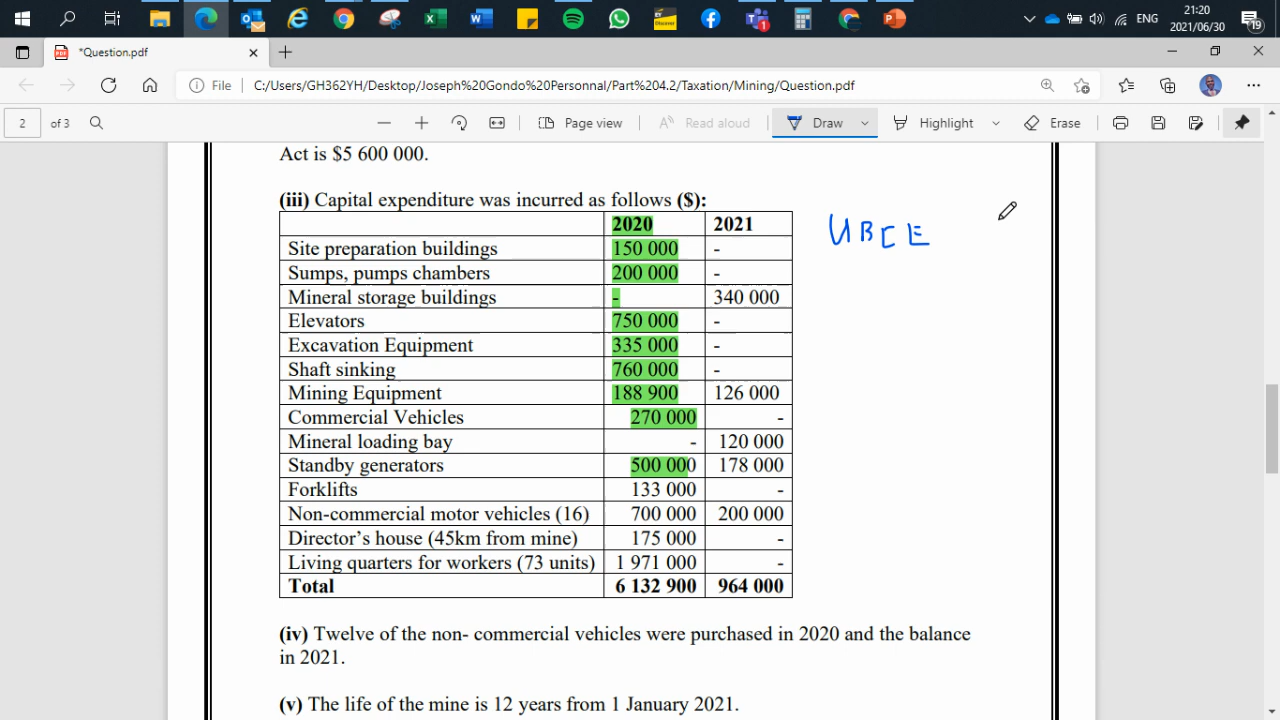 21:20
ENG
2021/06/30
19
*Question.pdf
File C:/Users/GH362YH/Desktop/Joseph%20Gondo%20Personnal/Part%204.2/Taxation/Mining/Question.pdf
2 of 3 Page view Read aloud Draw Highlight Erase
Act is $5 600 000.
(iii) Capital expenditure was incurred as follows ($):
2020 2021
Site preparation buildings 150 000 -
Sumps, pumps chambers 200 000 -
Mineral storage buildings - 340 000
Elevators 750 000 -
Excavation Equipment 335 000 -
Shaft sinking 760 000 -
Mining Equipment 188 900 126 000
Commercial Vehicles 270 000 -
Mineral loading bay - 120 000
Standby generators 500 000 178 000
Forklifts 133 000 -
Non-commercial motor vehicles (16) 700 000 200 000
Director's house (45km from mine) 175 000 -
Living quarters for workers (73 units) 1 971 000 -
Total 6 132 900 964 000
UBCE
(iv) Twelve of the non- commercial vehicles were purchased in 2020 and the balance
in 2021.
(v) The life of the mine is 12 years from 1 January 2021.